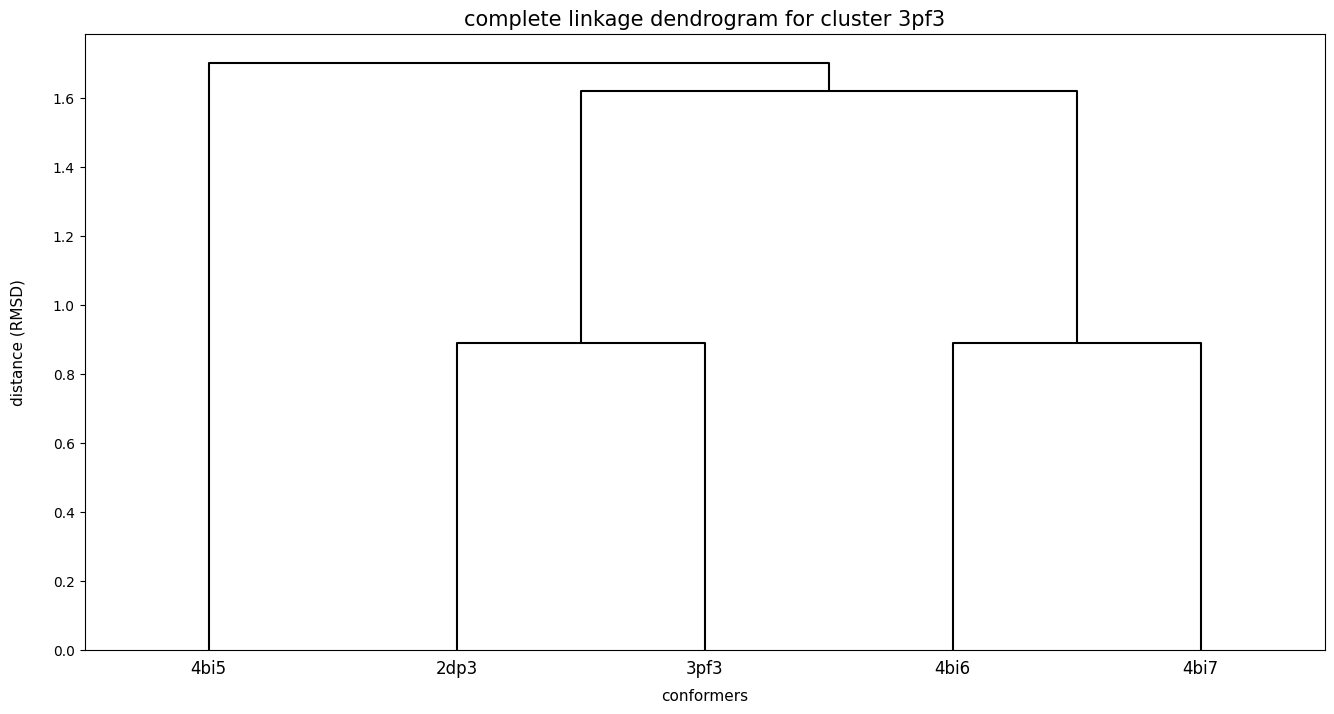 complete linkage dendrogram for cluster 3pf3
distance (RMSD)
1.6
1.4
1.2
1.0
0.8
0.6
0.4
0.2
0.0
4bi5 2dp3 3pf3 4bi6 4bi7
conformers